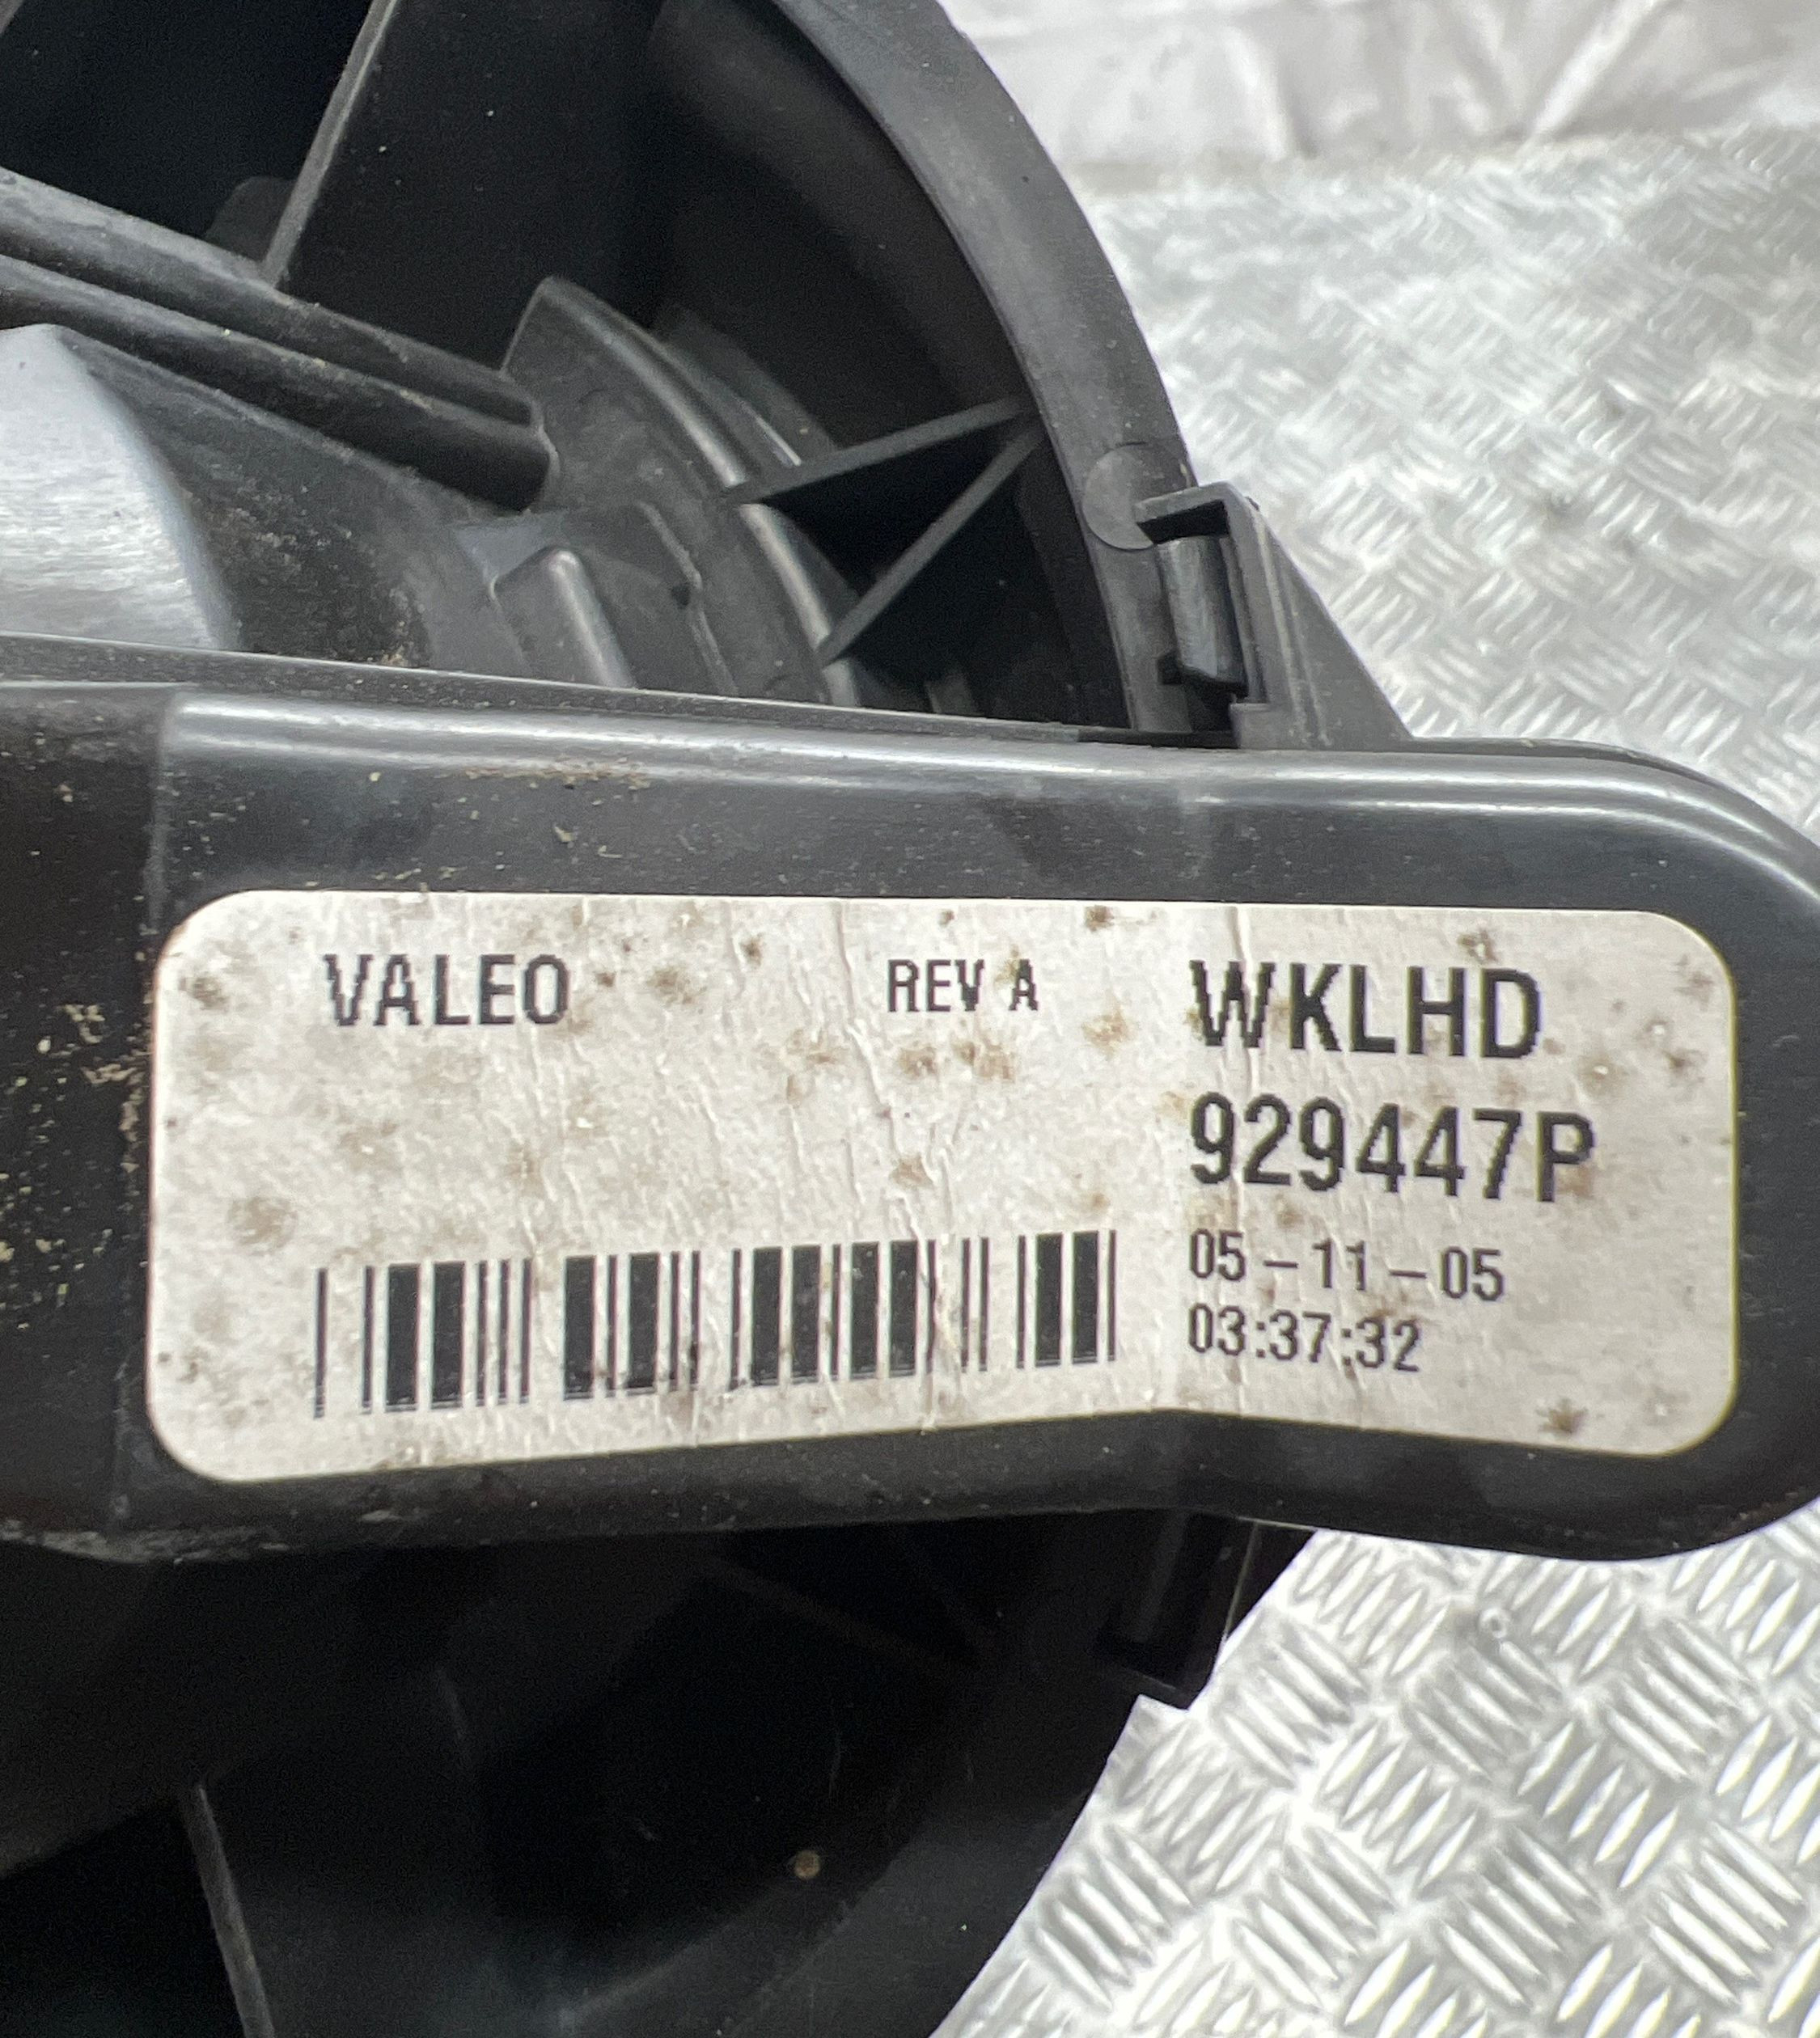 VALEO REV A WKLHD
929447P
05-11-05
03:37:32